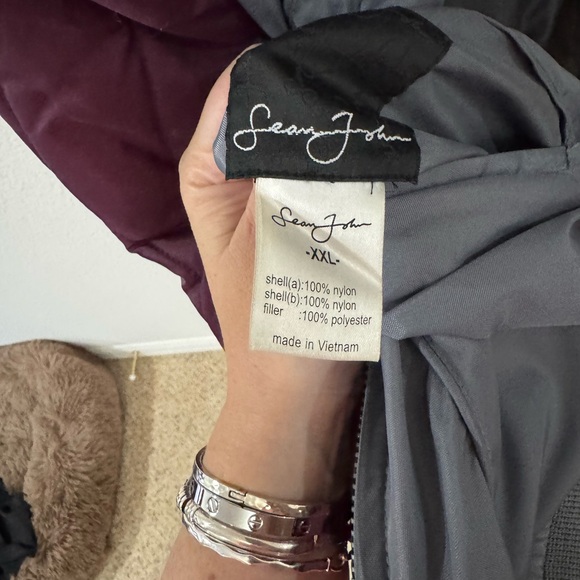 Sean John
Sean John
-XXL-
shell(a):100% nylon
shell(b):100% nylon
filler :100% polyester
made in Vietnam